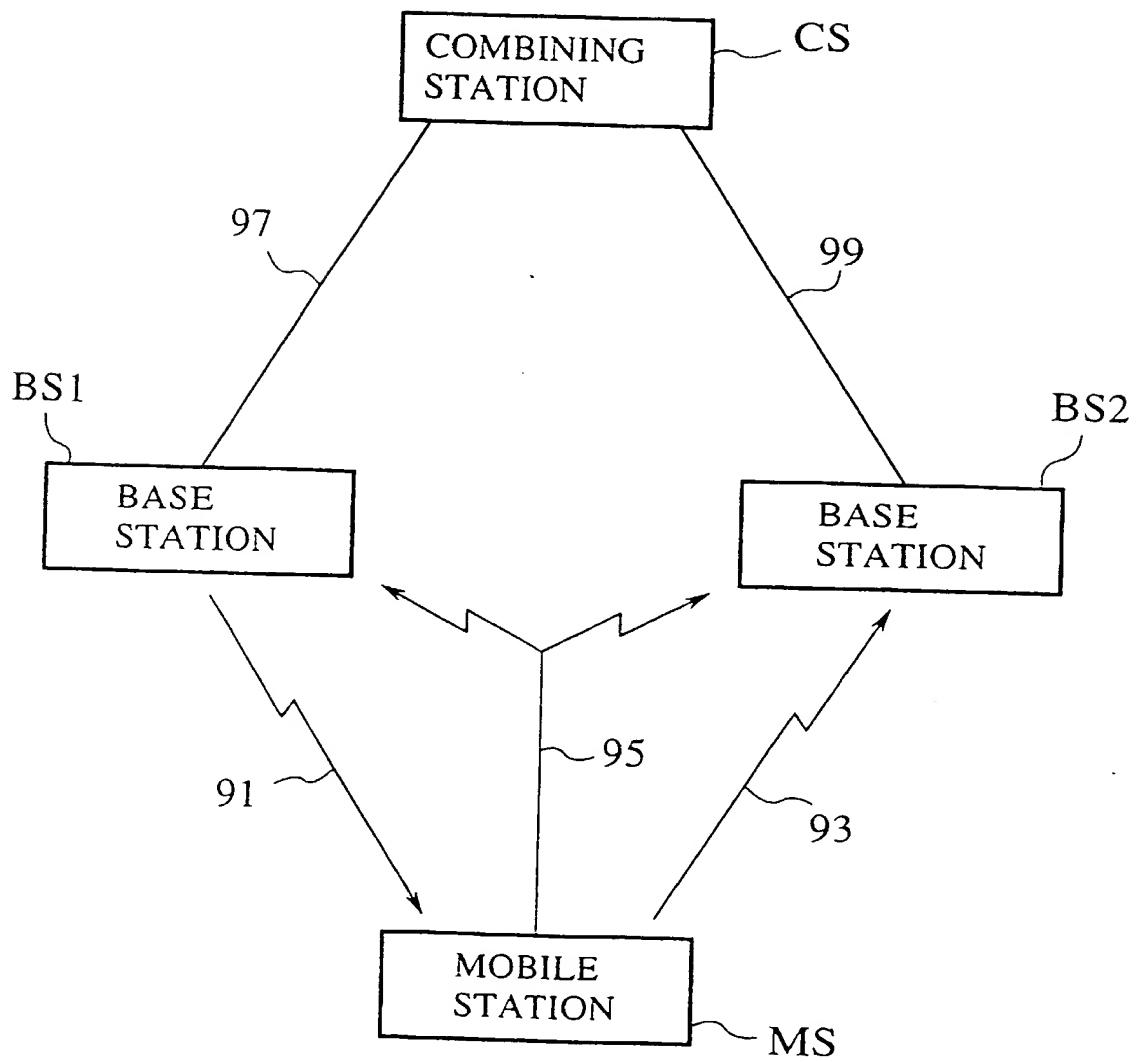 COMBINING
STATION
CS
97
99
BS1
BS2
BASE
STATION
BASE
STATION
95
91
93
MOBILE
STATION
MS